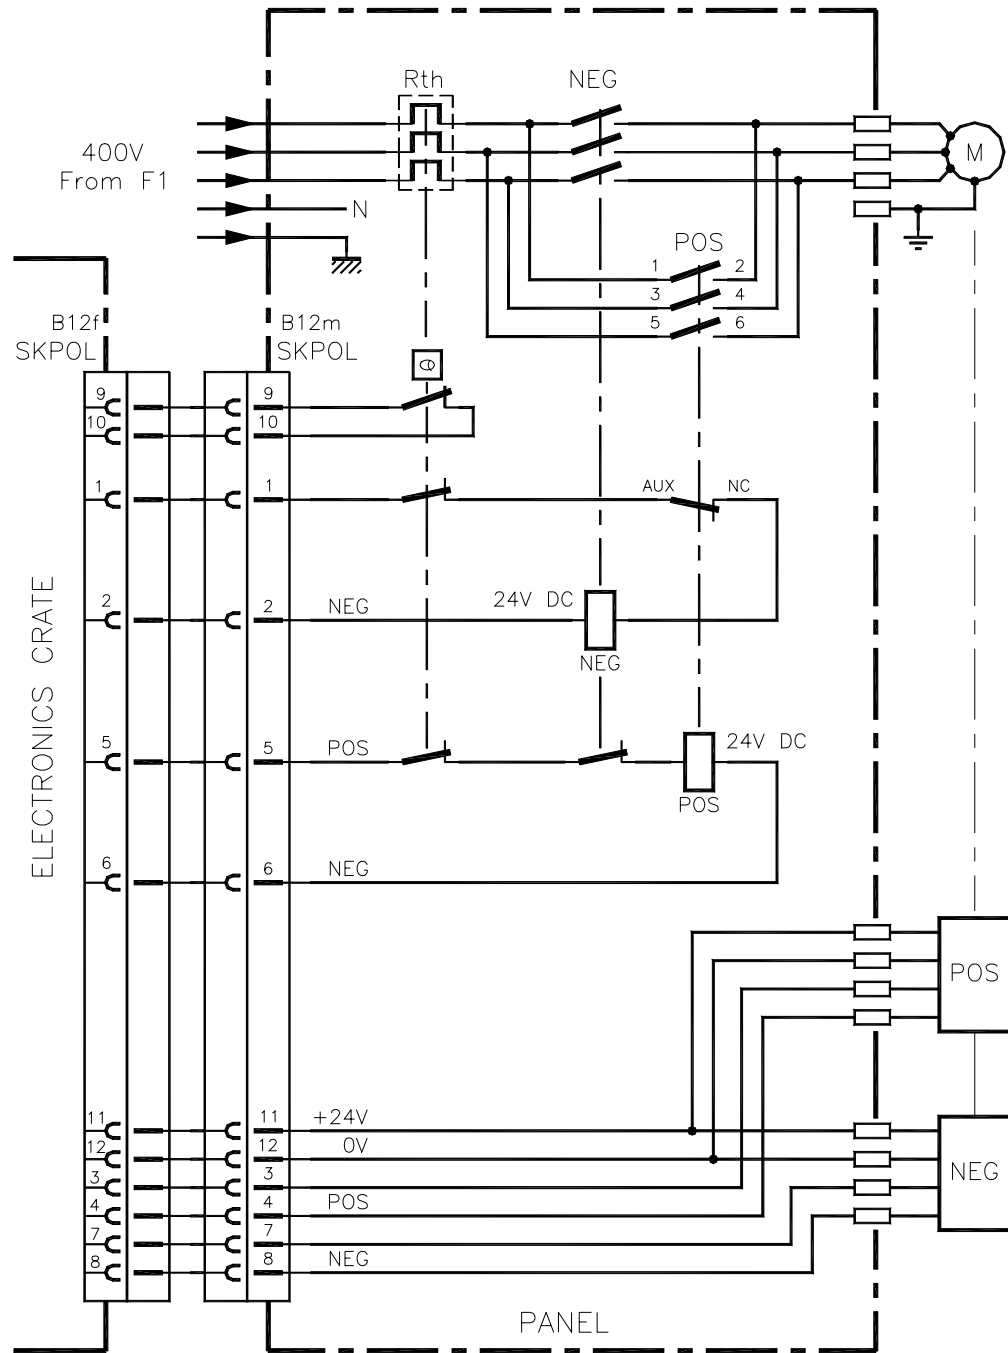 Rth
NEG
400V
From F1
M
N
POS
1
2
3
4
5
6
B12f
SKPOL
B12m
SKPOL
Q
9
9
10
10
1
1
AUX
NC
ELECTRONICS CRATE
2
2
NEG
24V DC
NEG
5
5
POS
24V DC
POS
6
6
NEG
POS
11
11
+24V
12
12
0V
3
3
4
4
POS
NEG
7
7
8
8
NEG
PANEL